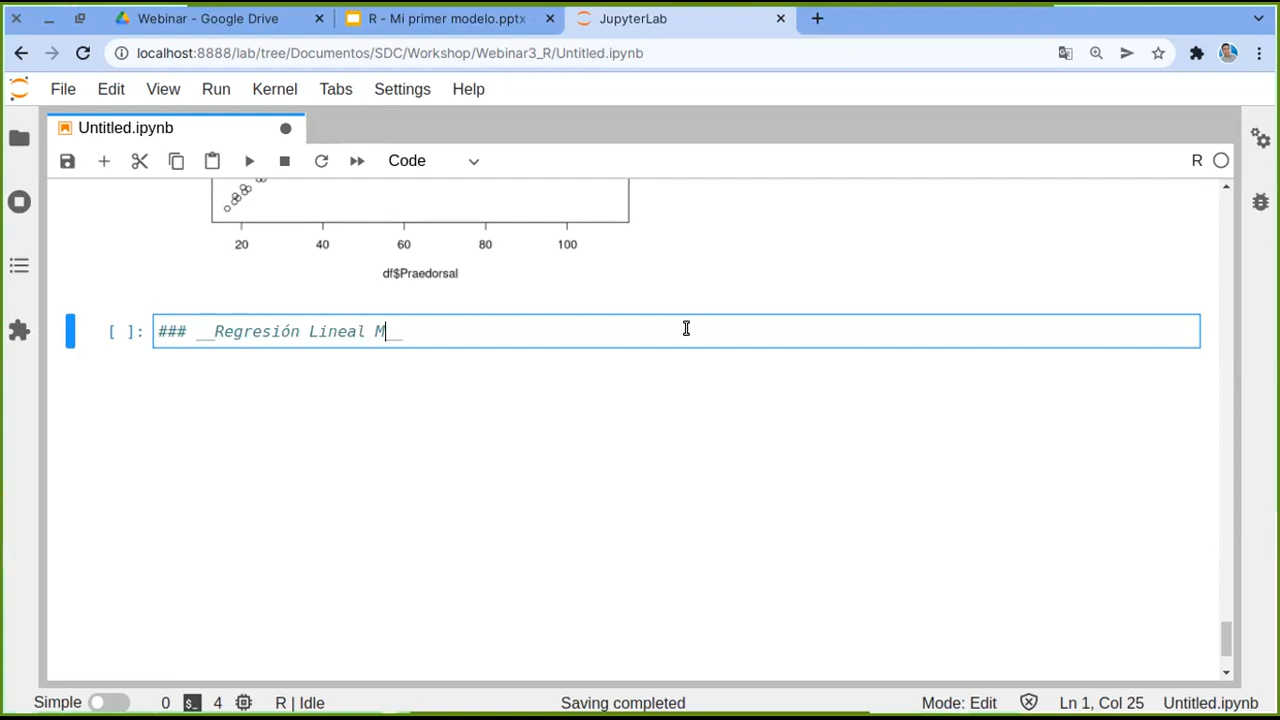 Webinar - Google Drive
R - Mi primer modelo.pptx -
JupyterLab
localhost:8888/lab/tree/Documentos/SDC/Workshop/Webinar3_R/Untitled.ipynb
File Edit View Run Kernel Tabs Settings Help
Untitled.ipynb
Code
R
20 40 60 80 100
df$Praedorsal
[ ]: ### __Regresión Lineal M__
Simple 0 4 R | Idle Saving completed Mode: Edit Ln 1, Col 25 Untitled.ipynb